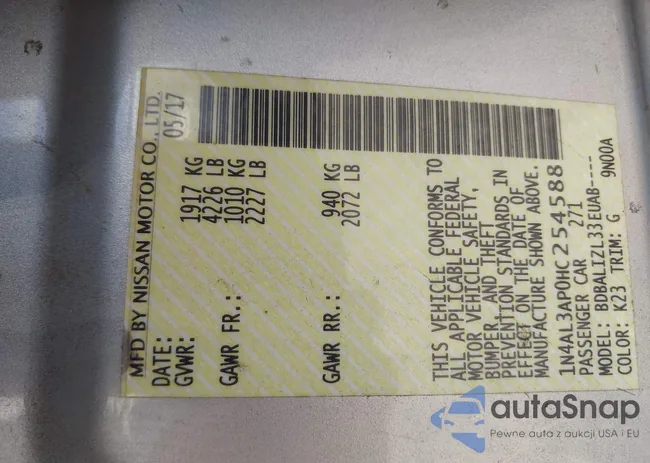 MFD BY NISSAN MOTOR CO., LTD.
DATE: 05/17
GVWR: 1917 KG
4226 LB
GAWR FR.: 1010 KG
2227 LB
GAWR RR.: 940 KG
2072 LB
THIS VEHICLE CONFORMS TO
ALL APPLICABLE FEDERAL
MOTOR VEHICLE SAFETY,
BUMPER, AND THEFT
PREVENTION STANDARDS IN
EFFECT ON THE DATE OF
MANUFACTURE SHOWN ABOVE.
1N4AL3AP0HC254588
PASSENGER CAR 271
MODEL: BDBALIZL33EUAB----
COLOR: K23 TRIM: G 9N00A
autaSnap
Pewne auta z aukcji USA i EU